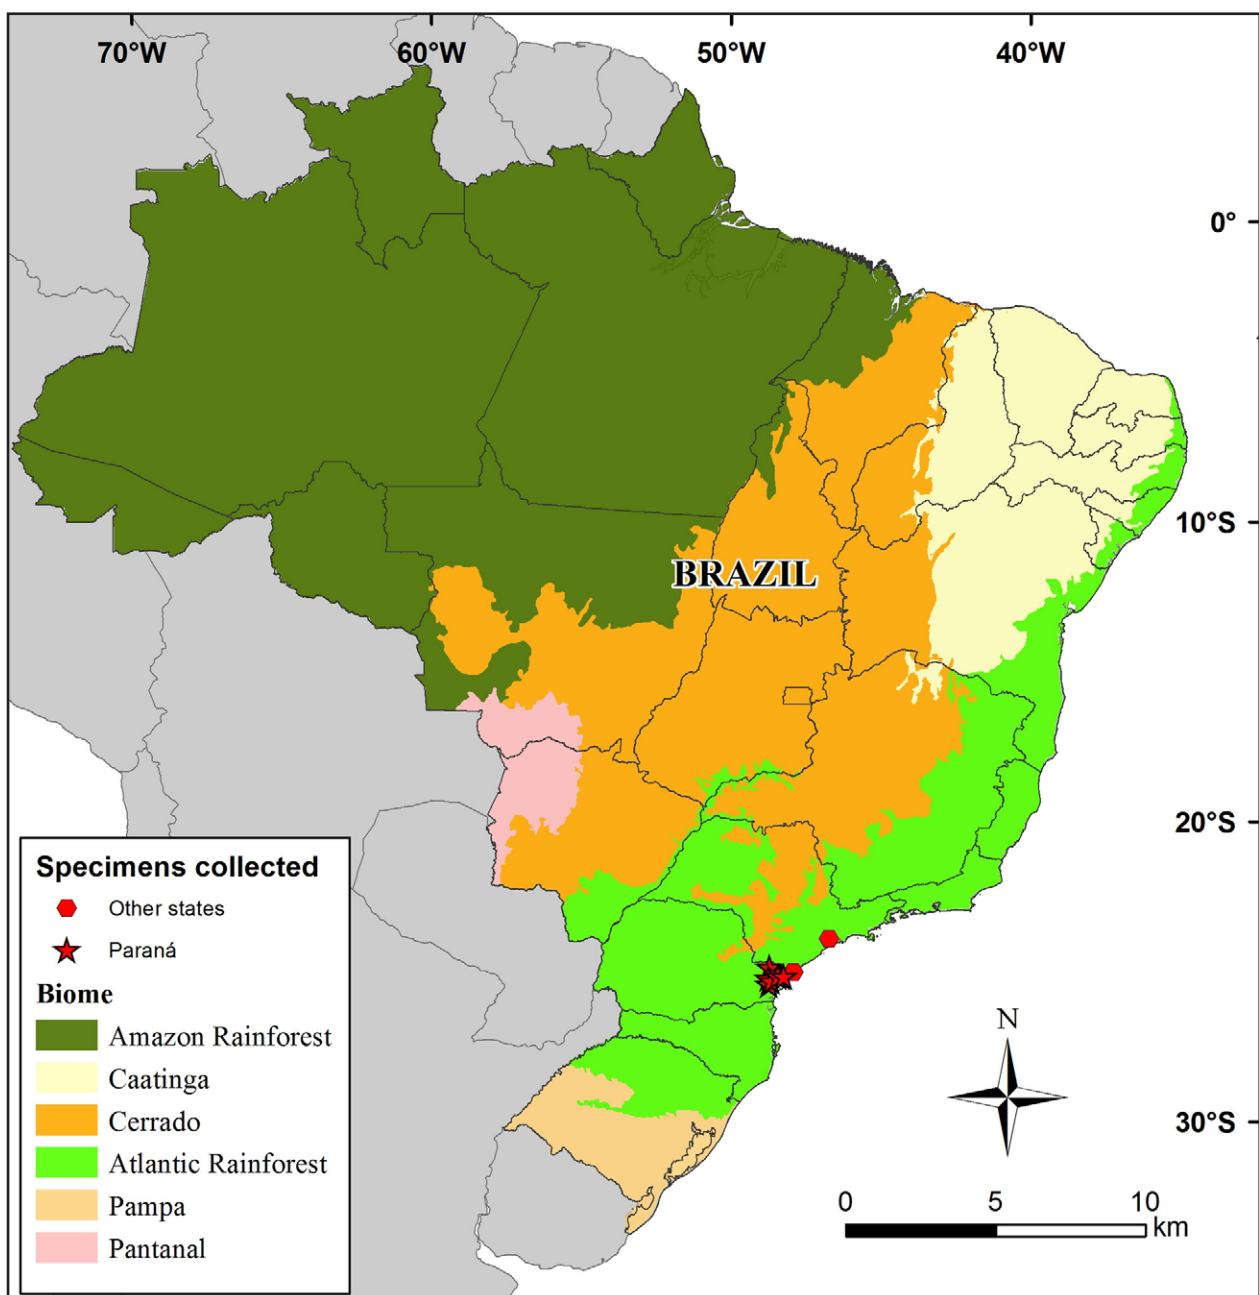 70°W 60°W 50°W 40°W
0°
10°S
BRAZIL
20°S
Specimens collected
Other states
Paraná
Biome
Amazon Rainforest
Caatinga
Cerrado
Atlantic Rainforest
Pampa
Pantanal
N
30°S
0 5 10
km